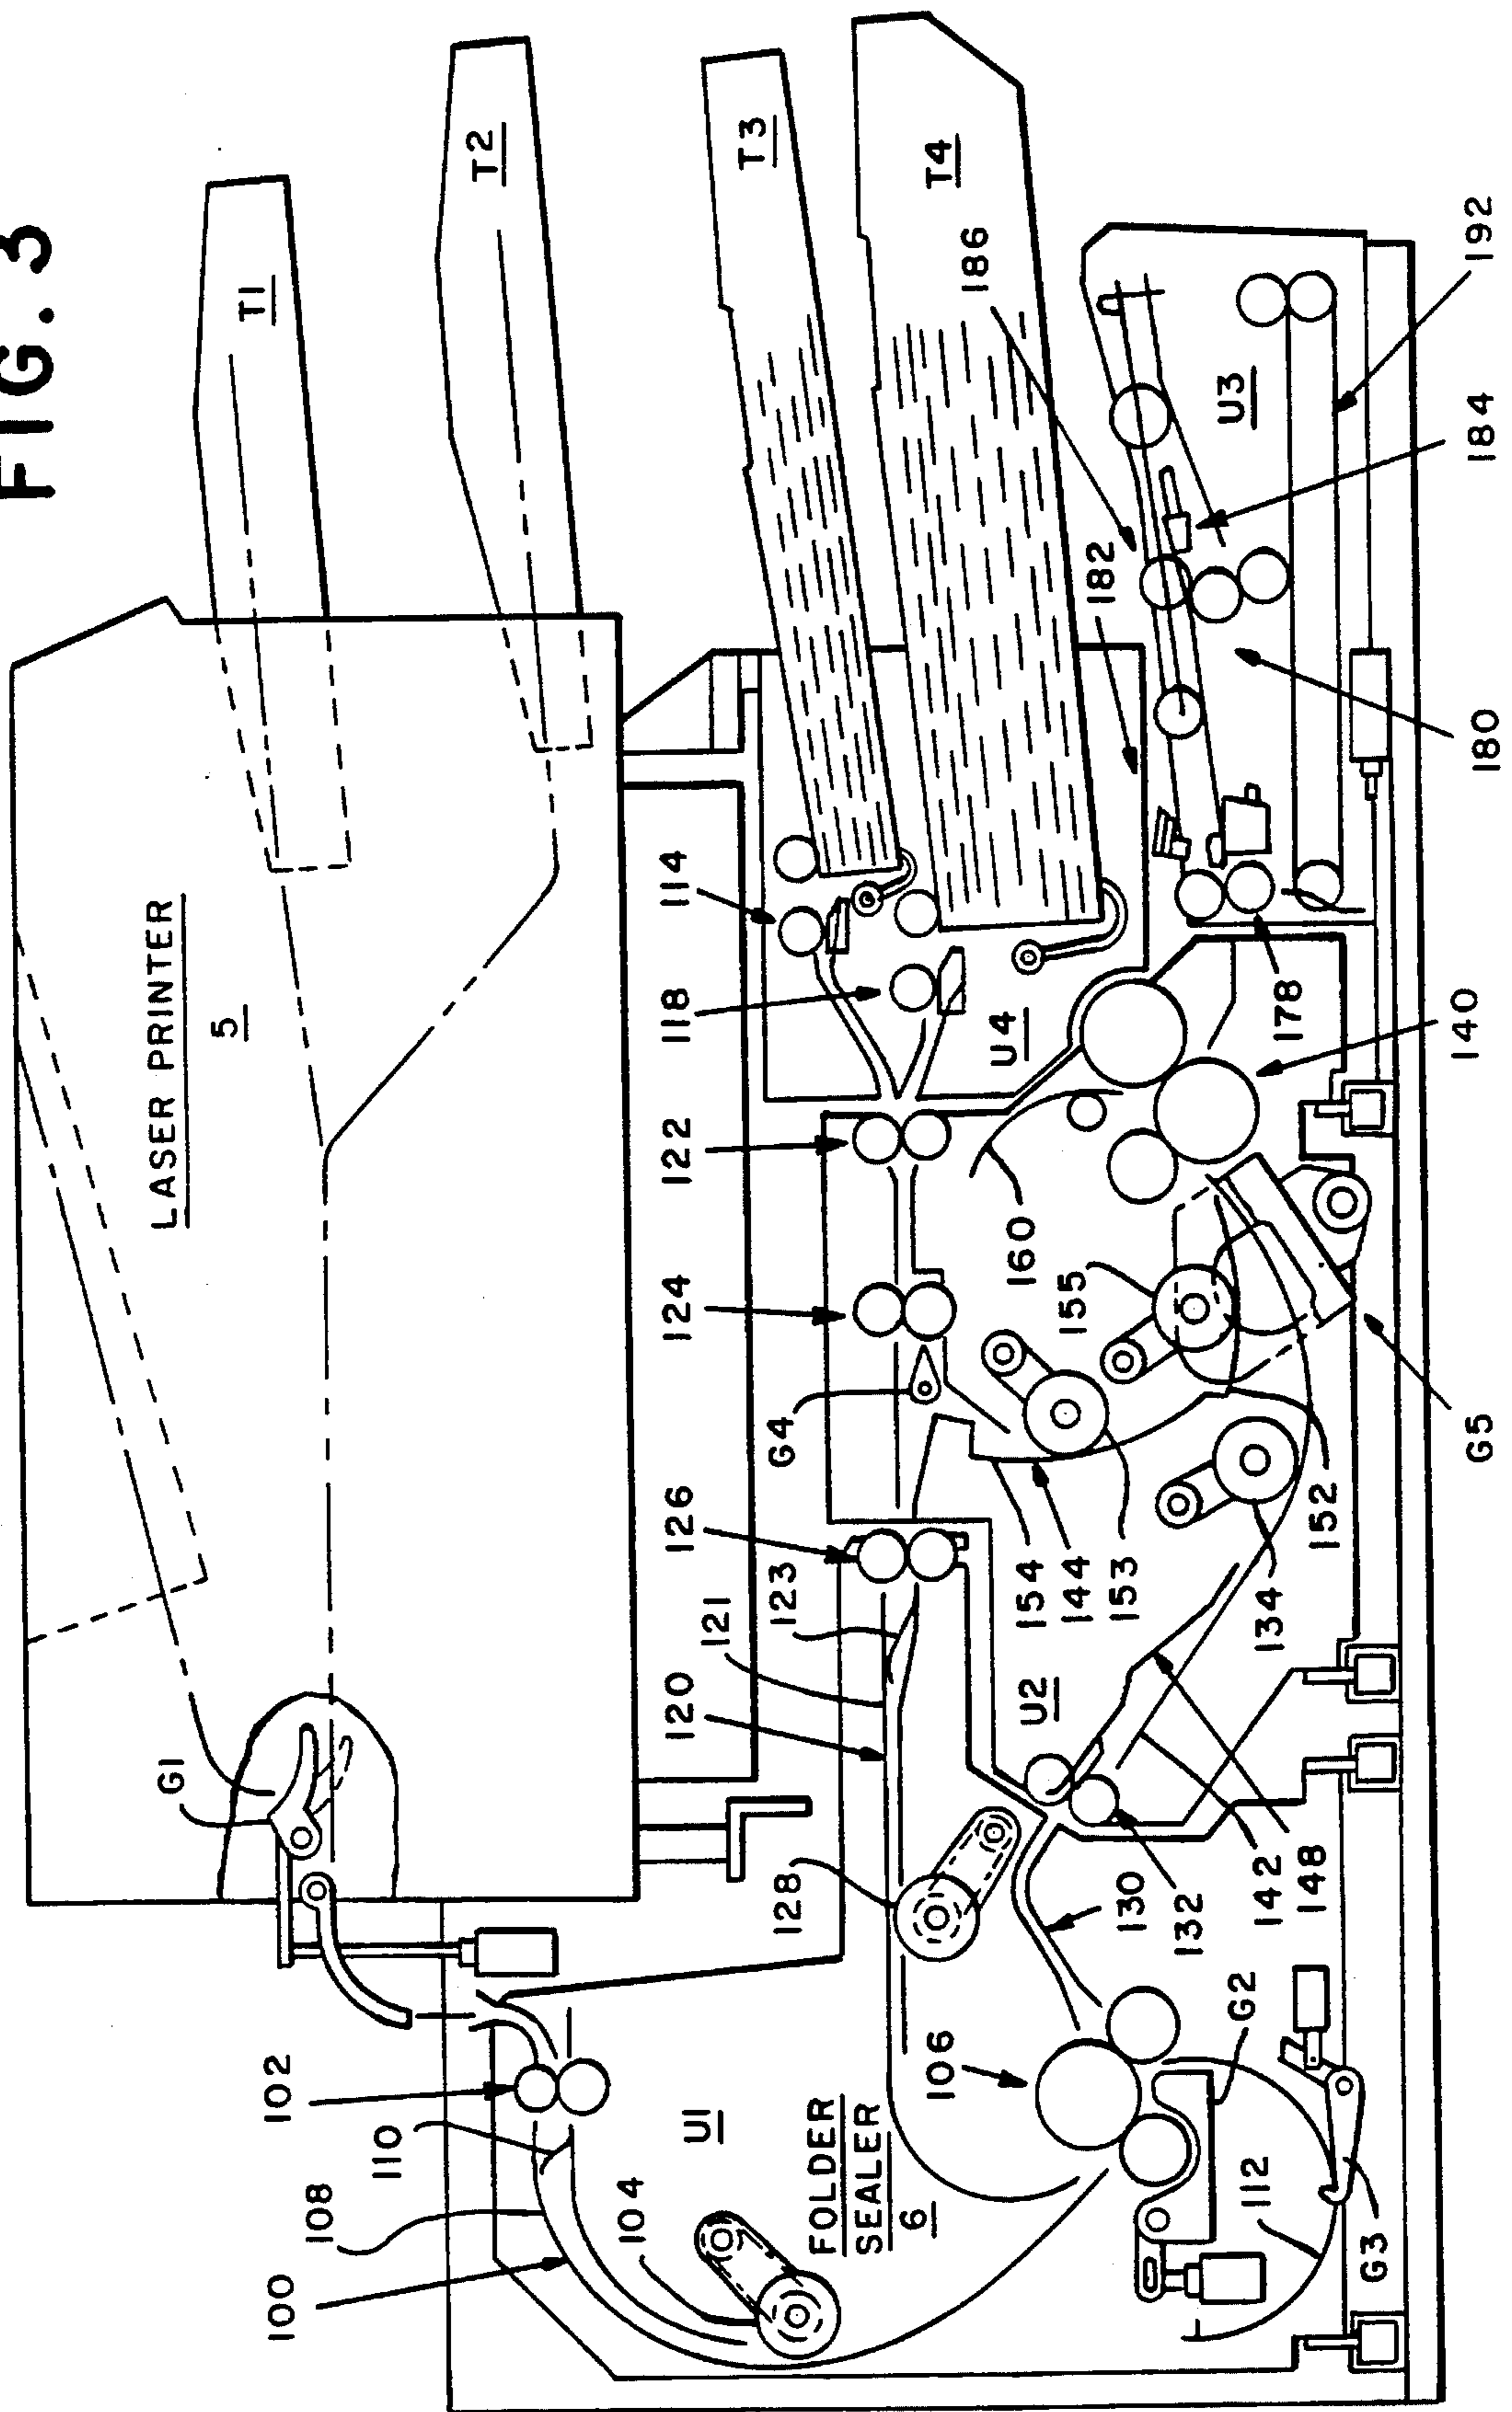 FIG. 3
T1
T2
T3
T4
LASER PRINTER
5
G1
102
110
108
100
104
U1
FOLDER
SEALER
6
106
G2
112
G3
128
130
132
142
148
120
121
123
126
U2
154
144
153
134
152
G5
G4
124
155
160
122
118
114
U4
140
178
182
180
186
184
U3
192